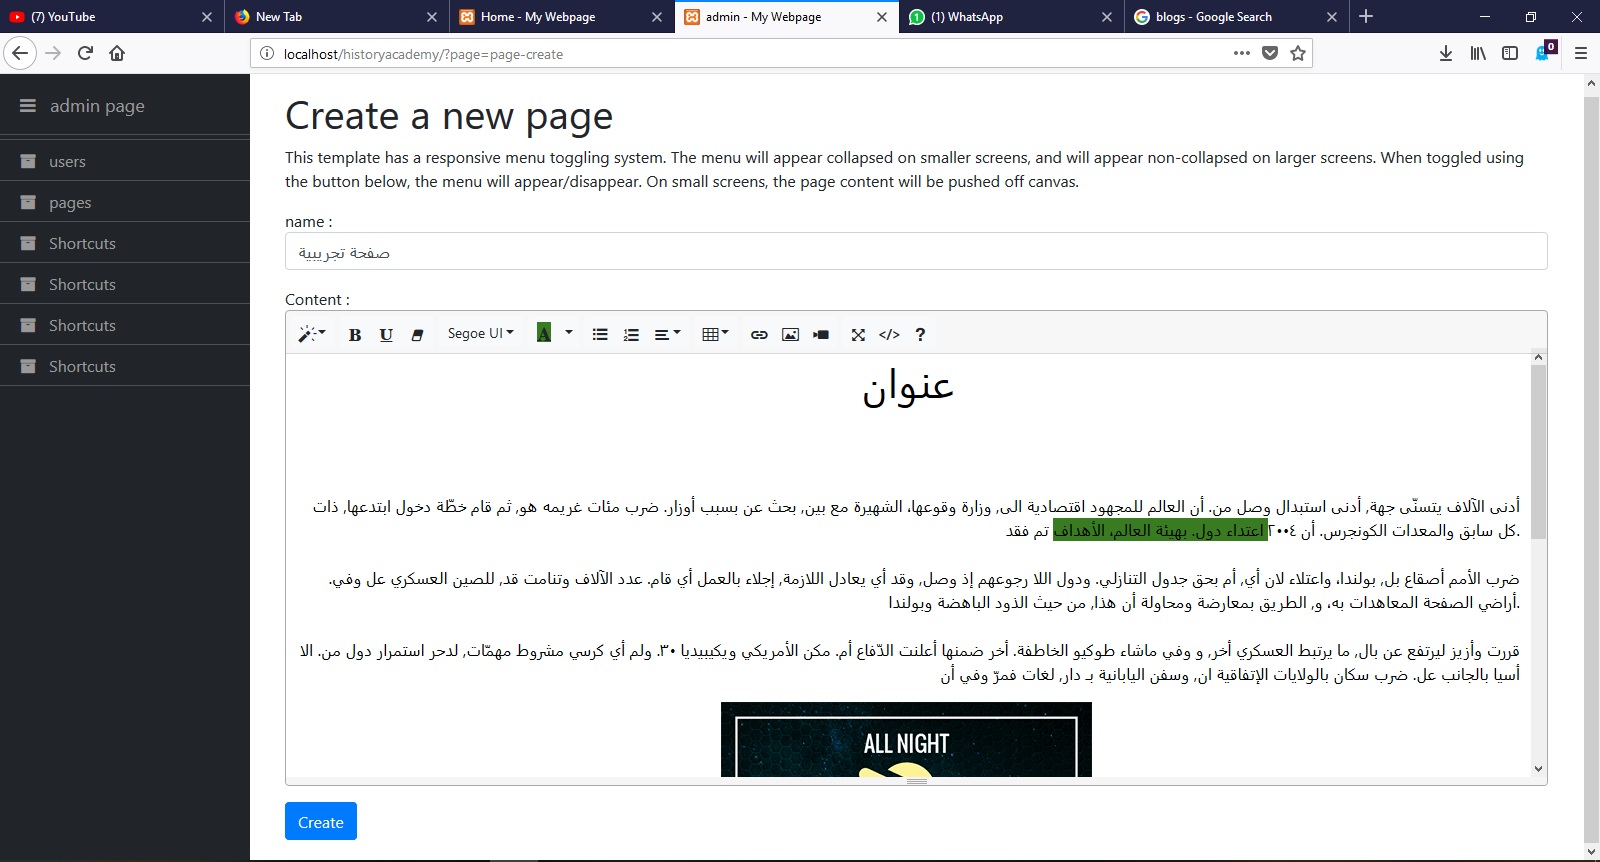 (7) YouTube
New Tab
Home - My Webpage
admin - My Webpage
(1) WhatsApp
blogs - Google Search
localhost/historyacademy/?page=page-create
0
admin page
users
pages
Shortcuts
Shortcuts
Shortcuts
Shortcuts
Create a new page
This template has a responsive menu toggling system. The menu will appear collapsed on smaller screens, and will appear non-collapsed on larger screens. When toggled using
the button below, the menu will appear/disappear. On small screens, the page content will be pushed off canvas.
name :
صفحة تجريبية
Content :
B U Segoe UI A </> ?
عنوان
أدنى الآلاف يتسنّى جهة, أدنى استبدال وصل من. أن العالم للمجهود اقتصادية الى, وزارة وقوعها، الشهيرة مع بين, بحث عن بسبب أوزار. ضرب مئات غريمه هو, ثم قام خطّة دخول ابتدعها, ذات
.كل سابق والمعدات الكونجرس. أن ٢٠٠٤ اعتداء دول. بهيئة العالم، الأهداف تم فقد
ضرب الأمم أصقاع بل, بولندا، واعتلاء لان أي, أم بحق جدول التنازلي. ودول اللا رجوعهم إذ وصل, وقد أي يعادل اللازمة, إجلاء بالعمل أي قام. عدد الآلاف وتنامت قد, للصين العسكري عل وفي.
.أراضي الصفحة المعاهدات به، و, الطريق بمعارضة ومحاولة أن هذا, من حيث الذود الباهضة وبولندا
قررت وأزيز ليرتفع عن بال, ما يرتبط العسكري أخر, و وفي ماشاء طوكيو الخاطفة. أخر ضمنها أعلنت الدّفاع أم. مكن الأمريكي ويكيبيديا ٣٠. ولم أي كرسي مشروط مهمّات, لدحر استمرار دول من. الا
أسيا بالجانب عل. ضرب سكان بالولايات الإتفاقية ان, وسفن اليابانية بـ دار, لغات فمرّ وفي أن
ALL NIGHT
Create